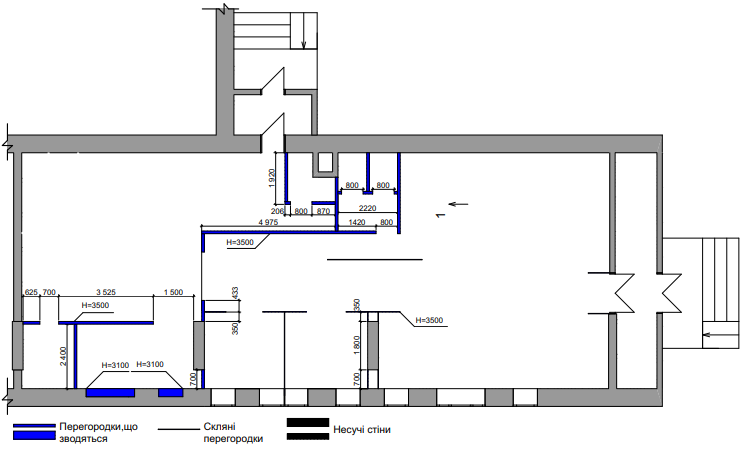 1 920
800
800
206
800
870
2220
4 975
1420
800
1
H=3500
625
700
3 525
1 500
433
350
350
H=3500
H=3500
2 400
H=3100
H=3100
700
1 800
700
Перегородки,що
зводяться
Скляні
перегородки
Несучі стіни